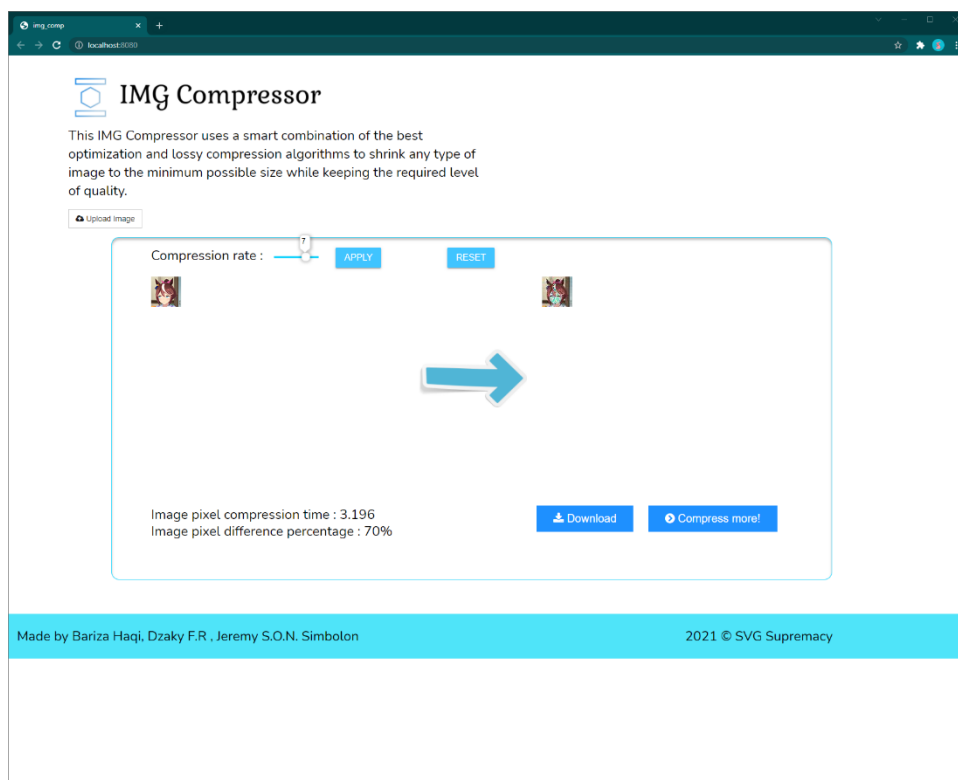 img_comp
localhost:8080
IMG Compressor
This IMG Compressor uses a smart combination of the best
optimization and lossy compression algorithms to shrink any type of
image to the minimum possible size while keeping the required level
of quality.
Upload Image
7
Compression rate :
APPLY
RESET
Image pixel compression time : 3.196
Image pixel difference percentage : 70%
Download
Compress more!
Made by Bariza Haqi, Dzaky F.R , Jeremy S.O.N. Simbolon
2021 © SVG Supremacy